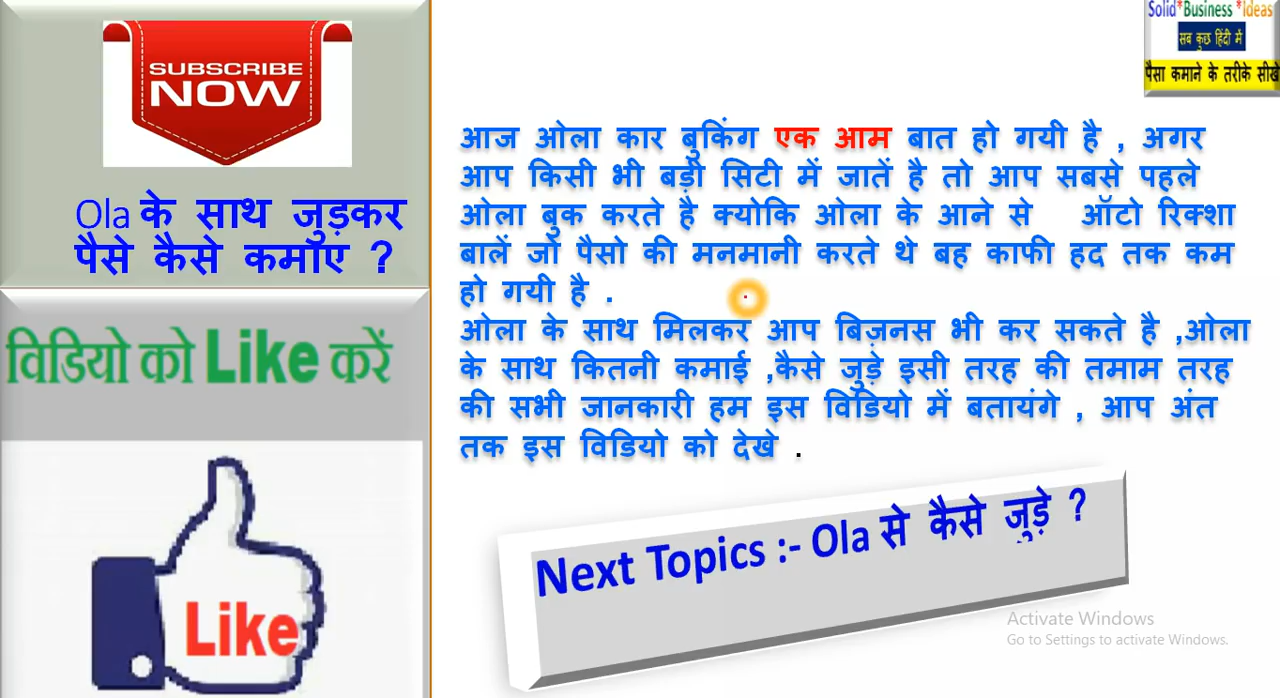 SUBSCRIBE
NOW
Ola के साथ जुड़कर
पैसे कैसे कमाए ?
विडियो को Like करें
Like
Solid*Business *Ideas
सब कुछ हिंदी में
पैसा कमाने के तरीके सीखे
आज ओला कार बुकिंग एक आम बात हो गयी है , अगर
आप किसी भी बड़ी सिटी में जातें है तो आप सबसे पहले
ओला बुक करते है क्योकि ओला के आने से ऑटो रिक्शा
बालें जो पैसो की मनमानी करते थे बह काफी हद तक कम
हो गयी है .
ओला के साथ मिलकर आप बिज़नस भी कर सकते है ,ओला
के साथ कितनी कमाई ,कैसे जुड़े इसी तरह की तमाम तरह
की सभी जानकारी हम इस विडियो में बतायंगे , आप अंत
तक इस विडियो को देखे .
Next Topics :- Ola से कैसे जुड़े ?
Activate Windows
Go to Settings to activate Windows.